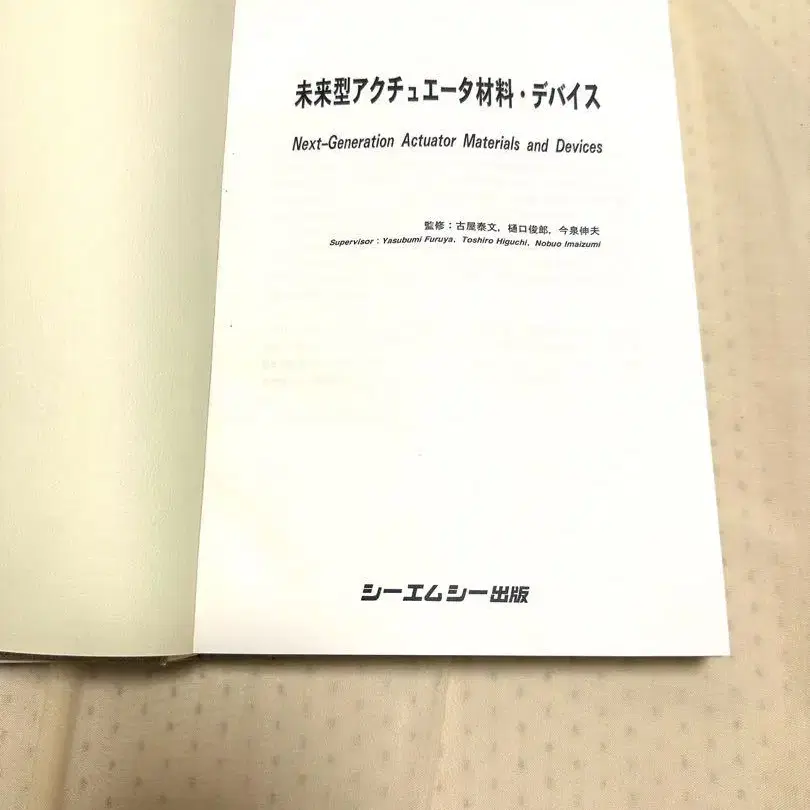 未来型アクチュエータ材料・デバイス
Next-Generation Actuator Materials and Devices
監修：古屋泰文，樋口俊郎，今泉伸夫
Supervisor：Yasubumi Furuya，Toshiro Higuchi，Nobuo Imaizumi
シーエムシー出版